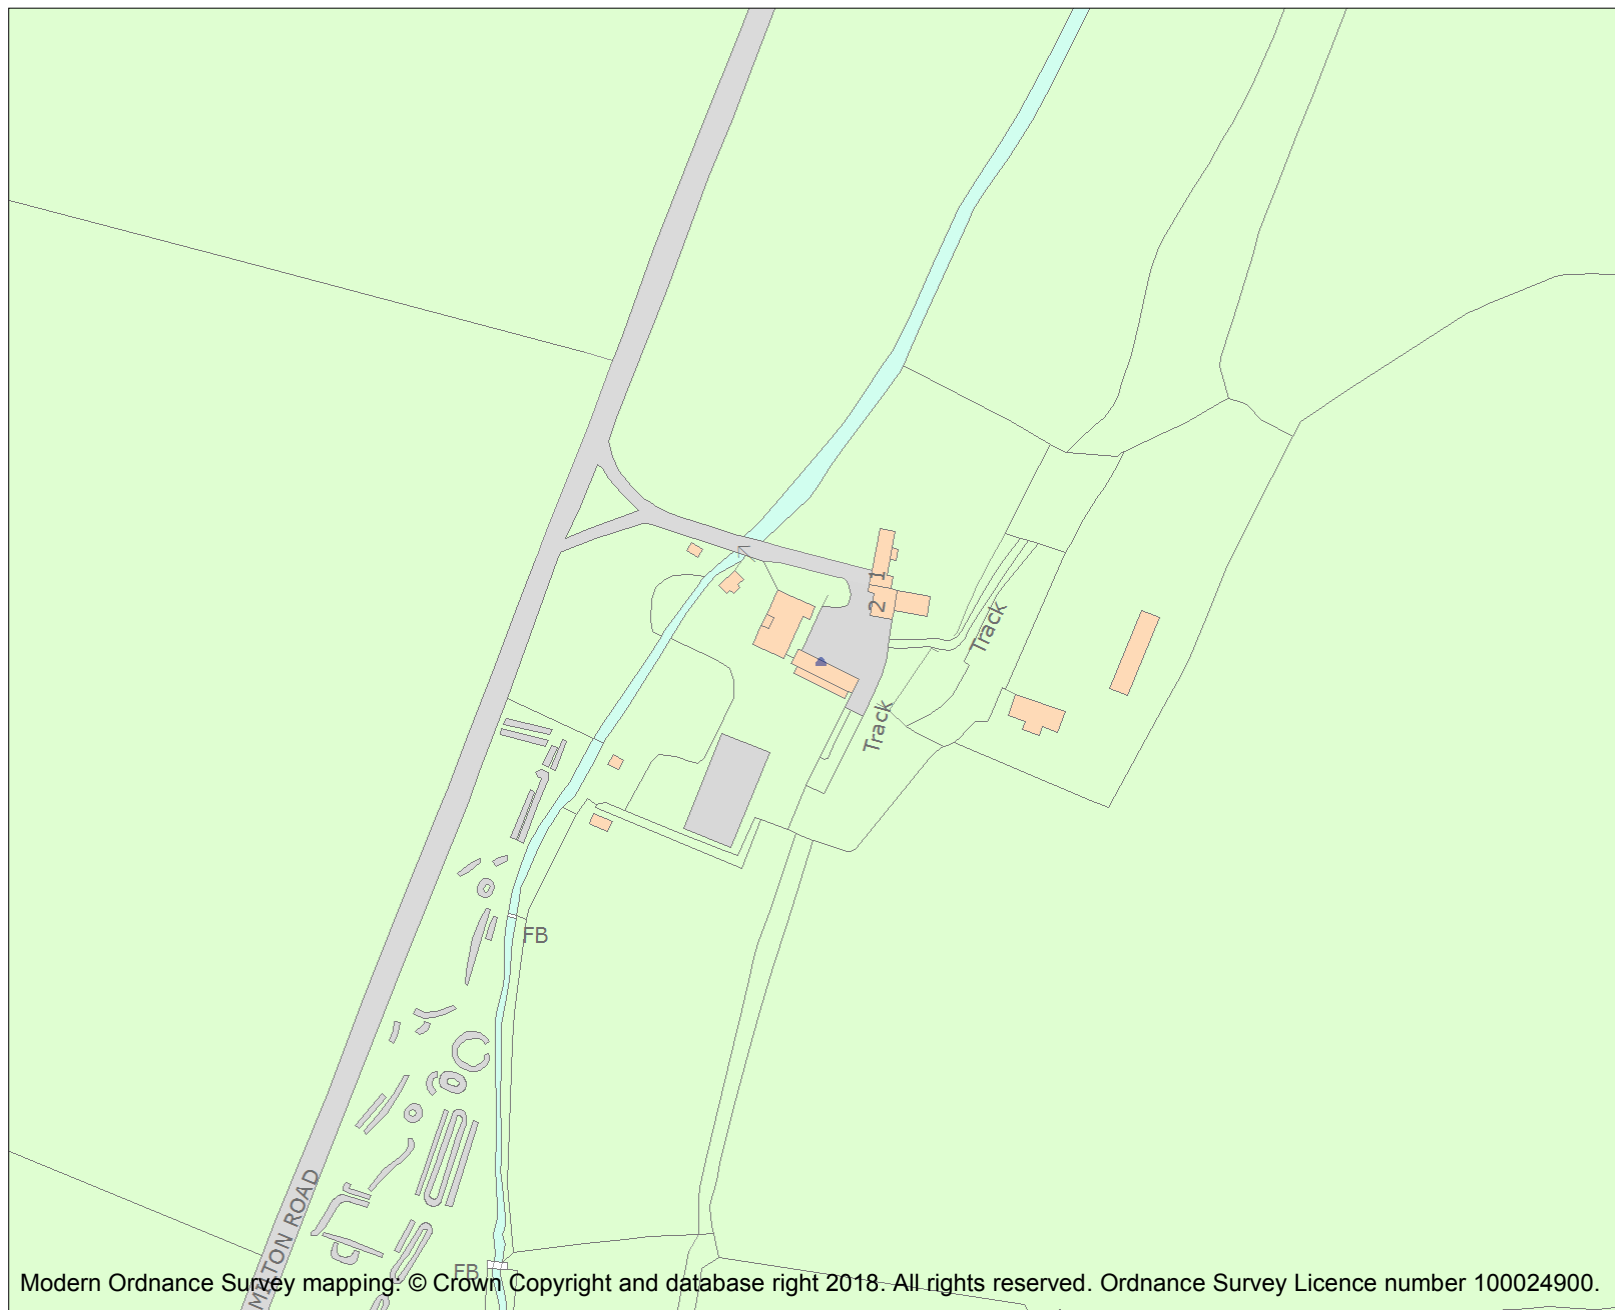 1
2
Track
Track
FB
MILTON ROAD
FB
Modern Ordnance Survey mapping: © Crown Copyright and database right 2018. All rights reserved. Ordnance Survey Licence number 100024900.